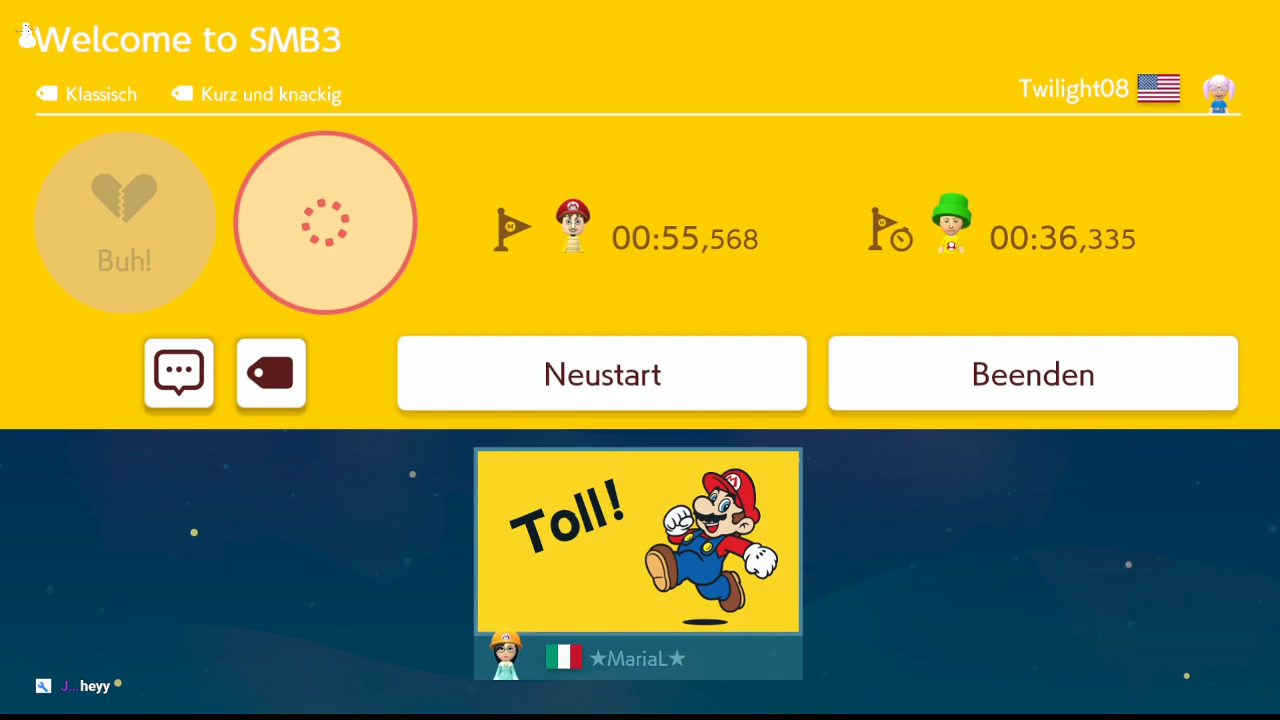 Welcome to SMB3
Klassisch Kurz und knackig
Twilight08
Buh!
00:55,568
00:36,335
Neustart
Beenden
Toll!
★MariaL★
J... heyy